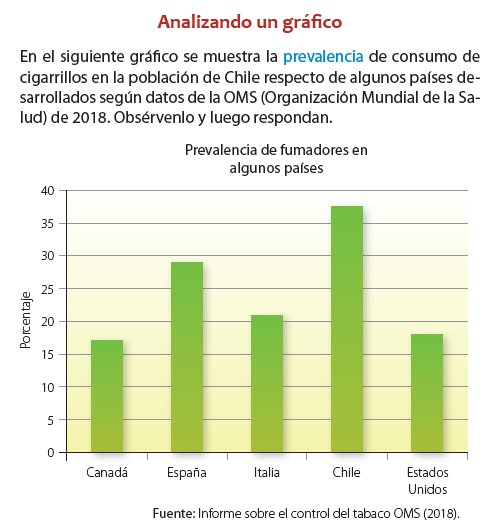 Analizando un gráfico
En el siguiente gráfico se muestra la prevalencia de consumo de
cigarrillos en la población de Chile respecto de algunos países de-
sarrollados según datos de la OMS (Organización Mundial de la Sa-
lud) de 2018. Obsérvenlo y luego respondan.
Prevalencia de fumadores en
algunos países
40
35
30
25
20
15
10
5
0
Porcentaje
Canadá
España
Italia
Chile
Estados
Unidos
Fuente: Informe sobre el control del tabaco OMS (2018).